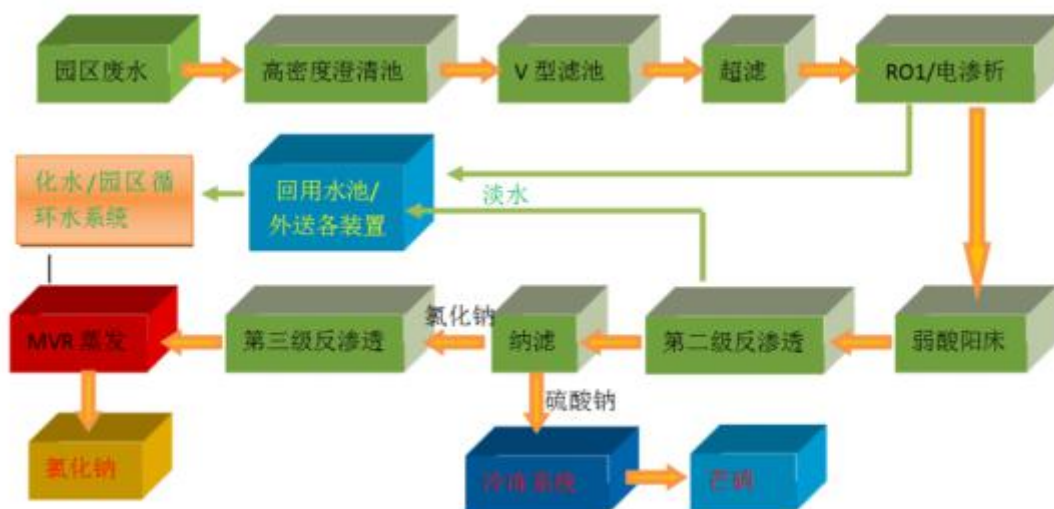 园区废水
高密度澄清池
V 型滤池
超滤
RO1/电渗析
化水/园区循
环水系统
回用水池/
外送各装置
淡水
MVR 蒸发
第三级反渗透
氯化钠
纳滤
第二级反渗透
弱酸阳床
硫酸钠
氯化钠
冷冻系统
芒硝